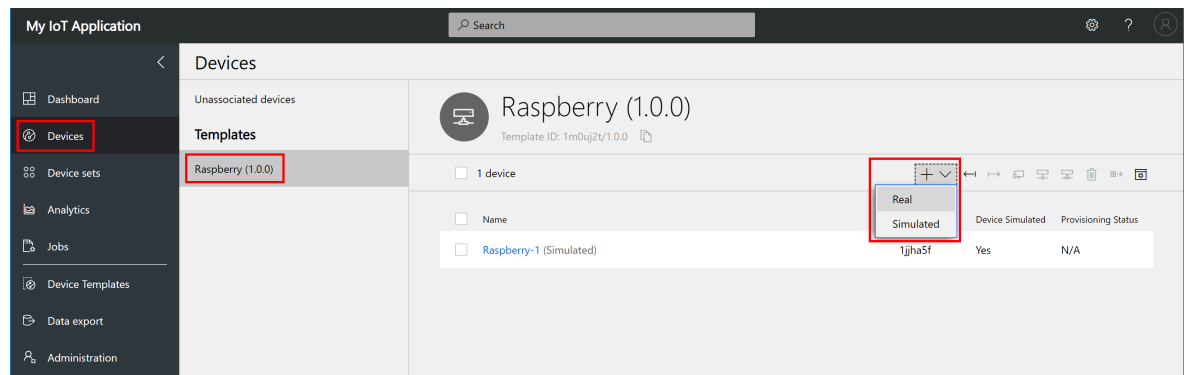 My IoT Application
Search
?
Devices
Dashboard
Devices
Device sets
Analytics
Jobs
Device Templates
Data export
Administration
Unassociated devices
Templates
Raspberry (1.0.0)
Raspberry (1.0.0)
Template ID: 1m0uj2t/1.0.0
1 device
Real
Simulated
Name Device Simulated Provisioning Status
Raspberry-1 (Simulated) 1jjha5f Yes N/A